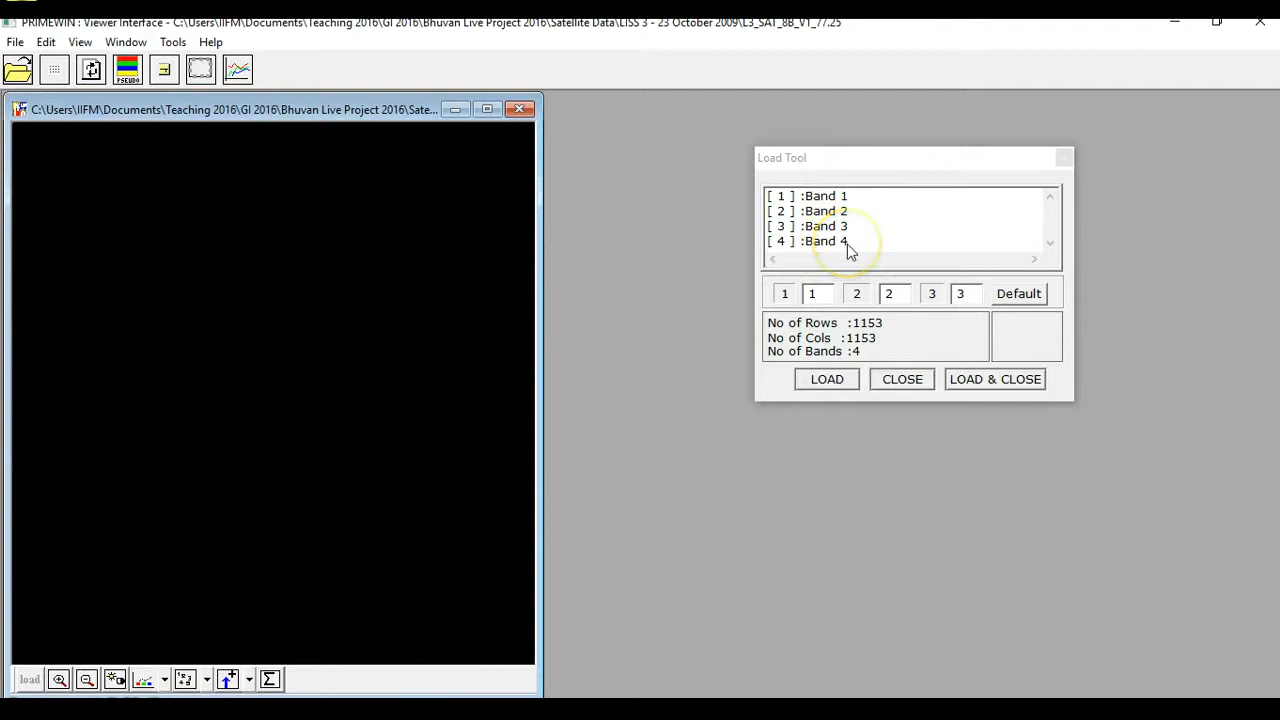 PRIMEWIN : Viewer Interface - C:\Users\IIFM\Documents\Teaching 2016\GI 2016\Bhuvan Live Project 2016\Satellite Data\LISS 3 - 23 October 2009\L3_SAT_8B_V1_77.25
File Edit View Window Tools Help
PSEUDO
C:\Users\IIFM\Documents\Teaching 2016\GI 2016\Bhuvan Live Project 2016\Sate...
Load Tool
[ 1 ] :Band 1
[ 2 ] :Band 2
[ 3 ] :Band 3
[ 4 ] :Band 4
1 1 2 2 3 3 Default
No of Rows :1153
No of Cols :1153
No of Bands :4
LOAD CLOSE LOAD & CLOSE
load